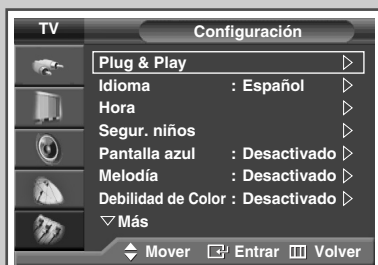 TV
Configuración
Plug & Play
Idioma : Español
Hora
Segur. niños
Pantalla azul : Desactivado
Melodía : Desactivado
Debilidad de Color : Desactivado
Más
Mover Entrar Volver